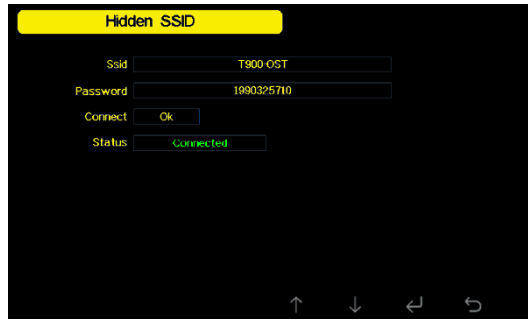 Hidden SSID
Ssid T900-OST
Password 1990325710
Connect Ok
Status Connected